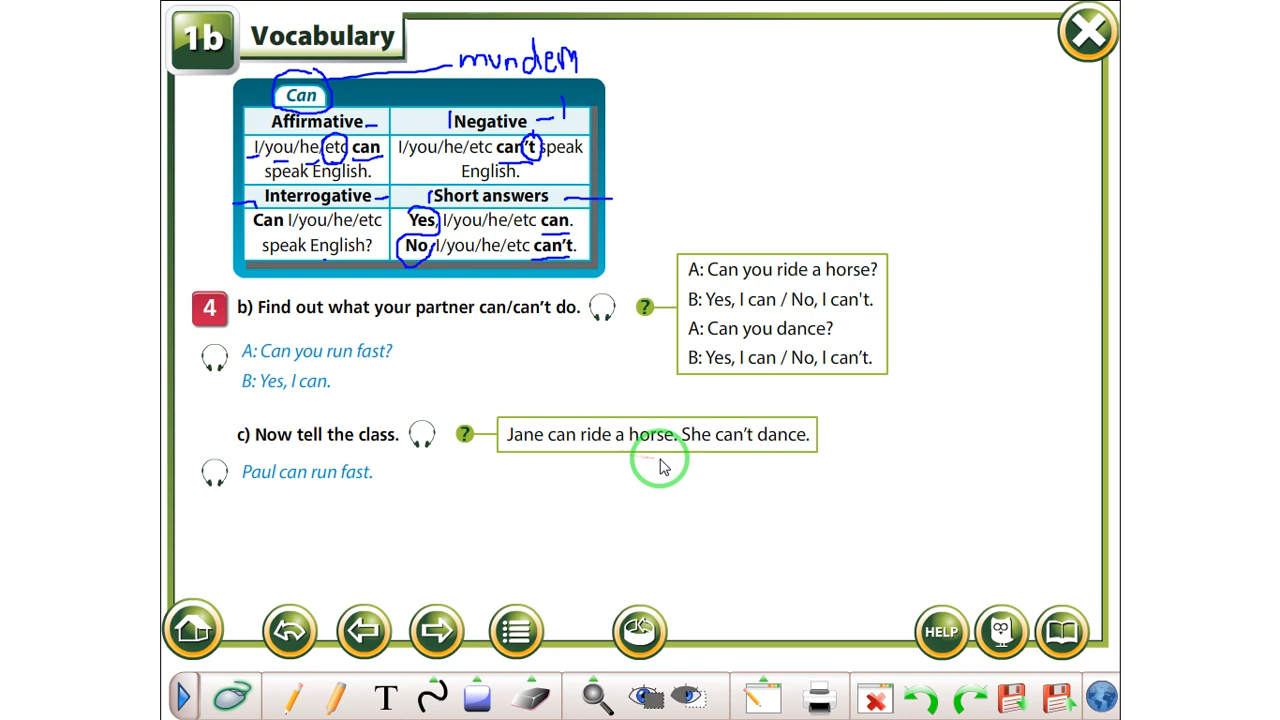 1b Vocabulary
mundem
Can
Affirmative
Negative
I/you/he/etc can
speak English.
I/you/he/etc can't speak
English.
Interrogative
Short answers
Can I/you/he/etc
speak English?
Yes, I/you/he/etc can.
No, I/you/he/etc can't.
A: Can you ride a horse?
B: Yes, I can / No, I can't.
A: Can you dance?
B: Yes, I can / No, I can't.
4 b) Find out what your partner can/can't do.
?
A: Can you run fast?
B: Yes, I can.
c) Now tell the class.
?
Jane can ride a horse. She can't dance.
Paul can run fast.
HELP
T